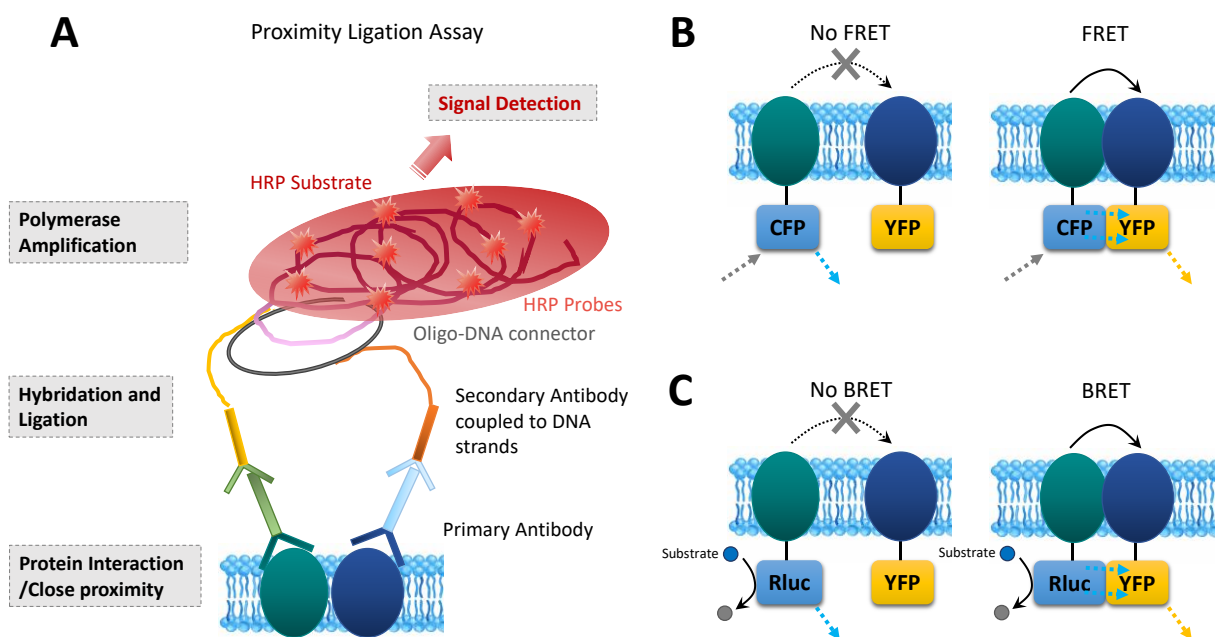 A
Proximity Ligation Assay
Signal Detection
HRP Substrate
Polymerase
Amplification
HRP Probes
Oligo-DNA connector
Hybridation and
Ligation
Secondary Antibody
coupled to DNA
strands
Primary Antibody
Protein Interaction
/Close proximity
B
No FRET
FRET
CFP
YFP
CFP
YFP
C
No BRET
BRET
Substrate
Rluc
YFP
Substrate
Rluc
YFP